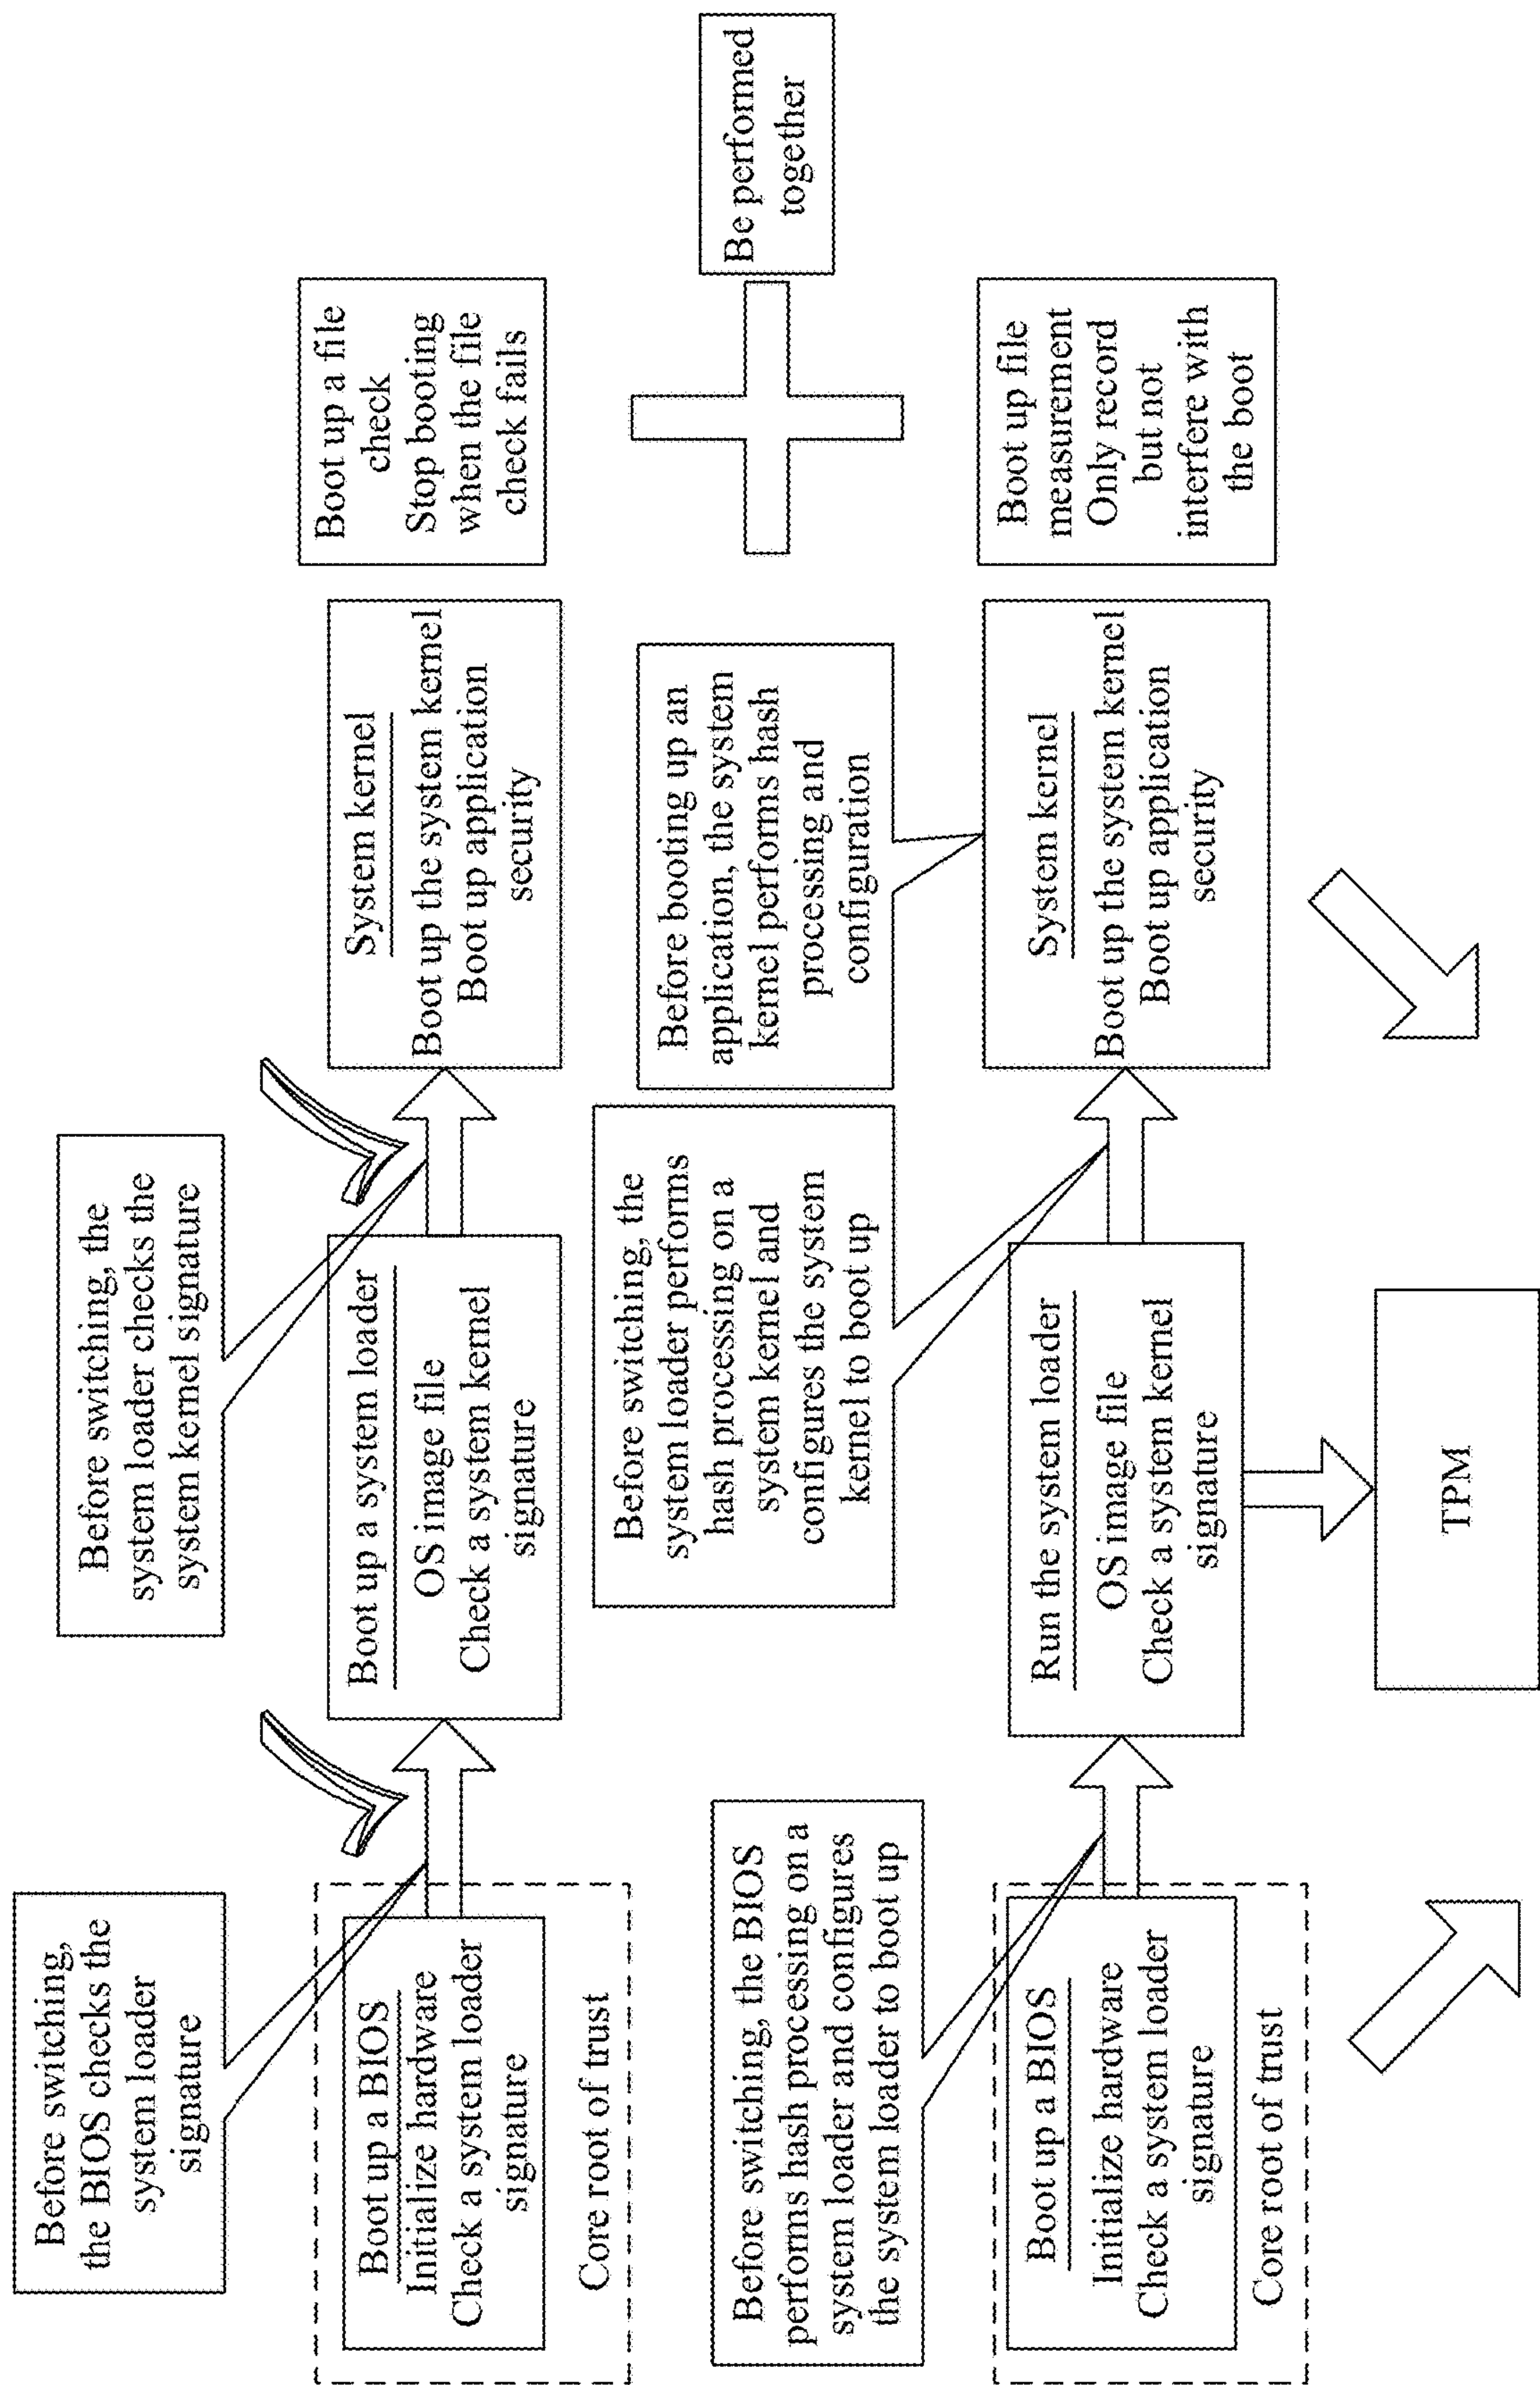 Before switching,
the BIOS checks the
system loader
signature
Before switching, the
system loader checks the
system kernel signature
Boot up a BIOS
Initialize hardware
Check a system loader
signature
Core root of trust
Boot up a system loader
OS image file
Check a system kernel
signature
System kernel
Boot up the system kernel
Boot up application
security
Boot up a file
check
Stop booting
when the file
check fails
Be performed
together
Before switching, the BIOS
performs hash processing on a
system loader and configures
the system loader to boot up
Before switching, the
system loader performs
hash processing on a
system kernel and
configures the system
kernel to boot up
Before booting up an
application, the system
kernel performs hash
processing and
configuration
Boot up a BIOS
Initialize hardware
Check a system loader
signature
Core root of trust
Run the system loader
OS image file
Check a system kernel
signature
System kernel
Boot up the system kernel
Boot up application
security
Boot up file
measurement
Only record
but not
interfere with
the boot
TPM